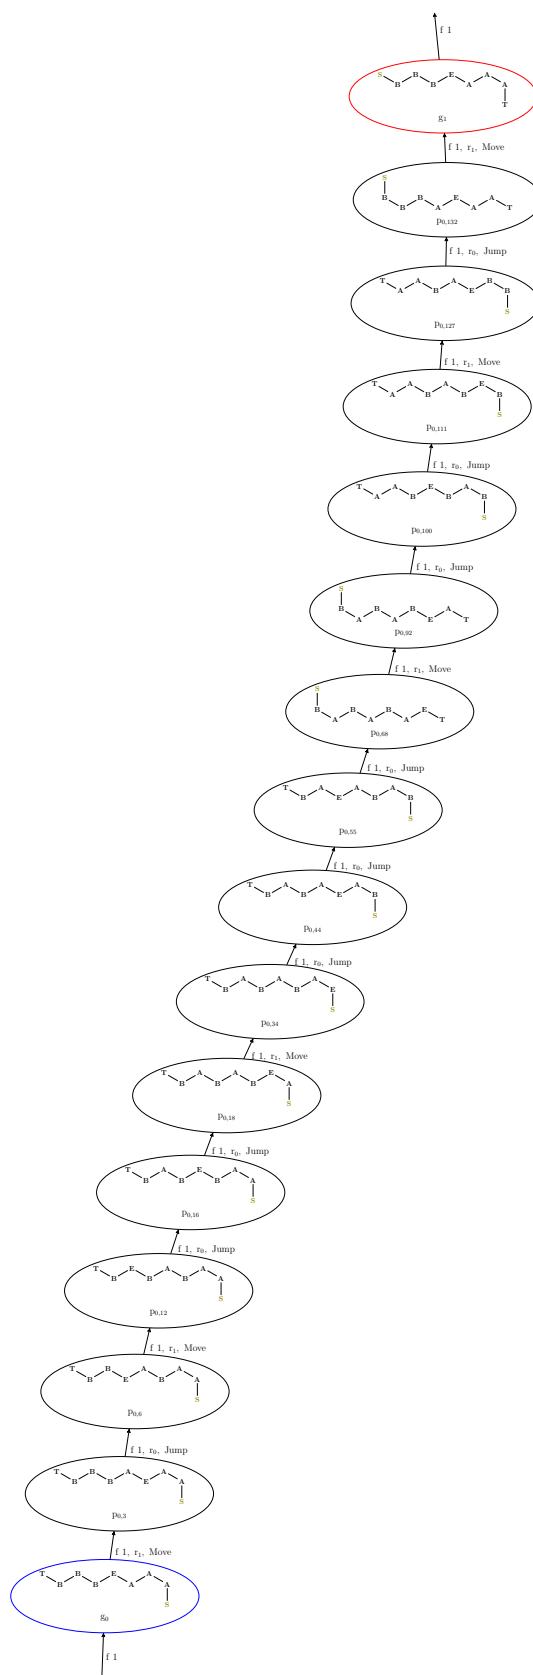 f 1
S B B B E A A A T
g₁
f 1, r₁, Move
S B B B A E A A T
p₀,₁₃₂
f 1, r₀, Jump
T A A B A E B B S
p₀,₁₂₇
f 1, r₁, Move
T A A B A B E B S
p₀,₁₁₁
f 1, r₀, Jump
T A A B E B A B S
p₀,₁₀₀
f 1, r₀, Jump
S B A B A B E A T
p₀,₉₂
f 1, r₁, Move
S B A B A B A E T
p₀,₆₈
f 1, r₀, Jump
T B A E A B A B S
p₀,₅₅
f 1, r₀, Jump
T B A B A E A B S
p₀,₄₄
f 1, r₀, Jump
T B A B A B A E S
p₀,₃₄
f 1, r₁, Move
T B A B A B E A S
p₀,₁₈
f 1, r₀, Jump
T B A B E B A A S
p₀,₁₆
f 1, r₀, Jump
T B E B A B A A S
p₀,₁₂
f 1, r₁, Move
T B B E A B A A S
p₀,₆
f 1, r₀, Jump
T B B B A E A A S
p₀,₃
f 1, r₁, Move
T B B B E A A A S
g₀
f 1